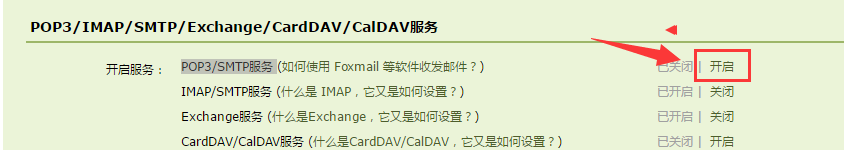 POP3/IMAP/SMTP/Exchange/CardDAV/CalDAV服务
开启服务： POP3/SMTP服务 (如何使用 Foxmail 等软件收发邮件？) 已关闭 | 开启
IMAP/SMTP服务 (什么是 IMAP，它又是如何设置？) 已开启 | 关闭
Exchange服务 (什么是Exchange，它又是如何设置？) 已开启 | 关闭
CardDAV/CalDAV服务 (什么是CardDAV/CalDAV，它又是如何设置？) 已关闭 | 开启